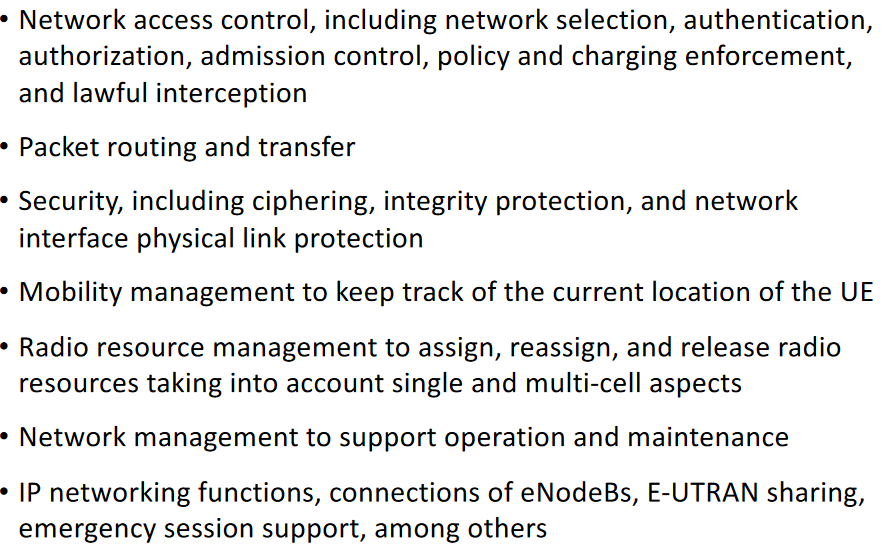 • Network access control, including network selection, authentication,
authorization, admission control, policy and charging enforcement,
and lawful interception
• Packet routing and transfer
• Security, including ciphering, integrity protection, and network
interface physical link protection
• Mobility management to keep track of the current location of the UE
• Radio resource management to assign, reassign, and release radio
resources taking into account single and multi-cell aspects
• Network management to support operation and maintenance
• IP networking functions, connections of eNodeBs, E-UTRAN sharing,
emergency session support, among others